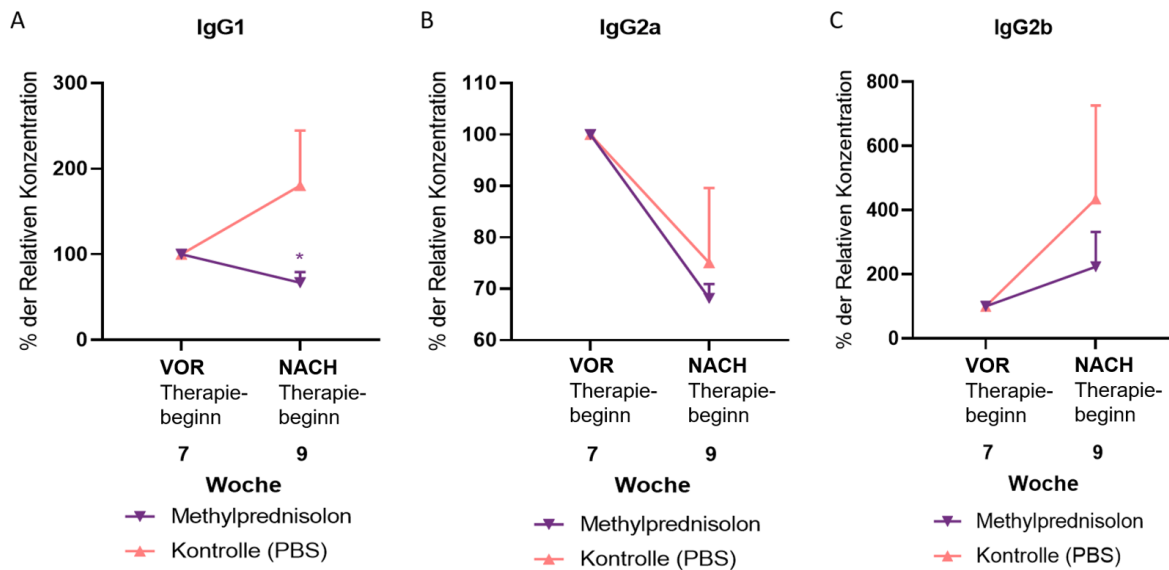 A
IgG1
% der Relativen Konzentration
300
200
100
0
*
VOR
Therapie-
beginn
NACH
Therapie-
beginn
7
9
Woche
Methylprednisolon
Kontrolle (PBS)
B
IgG2a
% der Relativen Konzentration
110
100
90
80
70
60
VOR
Therapie-
beginn
NACH
Therapie-
beginn
7
9
Woche
Methylprednisolon
Kontrolle (PBS)
C
IgG2b
% der Relativen Konzentration
800
600
400
200
0
VOR
Therapie-
beginn
NACH
Therapie-
beginn
7
9
Woche
Methylprednisolon
Kontrolle (PBS)